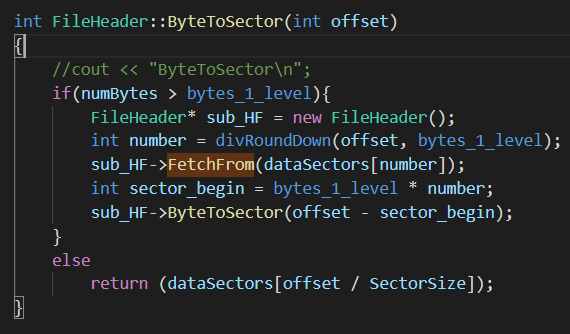 int FileHeader::ByteToSector(int offset)
{
    //cout << "ByteToSector\n";
    if(numBytes > bytes_1_level){
        FileHeader* sub_HF = new FileHeader();
        int number = divRoundDown(offset, bytes_1_level);
        sub_HF->FetchFrom(dataSectors[number]);
        int sector_begin = bytes_1_level * number;
        sub_HF->ByteToSector(offset - sector_begin);
    }
    else
        return (dataSectors[offset / SectorSize]);
}